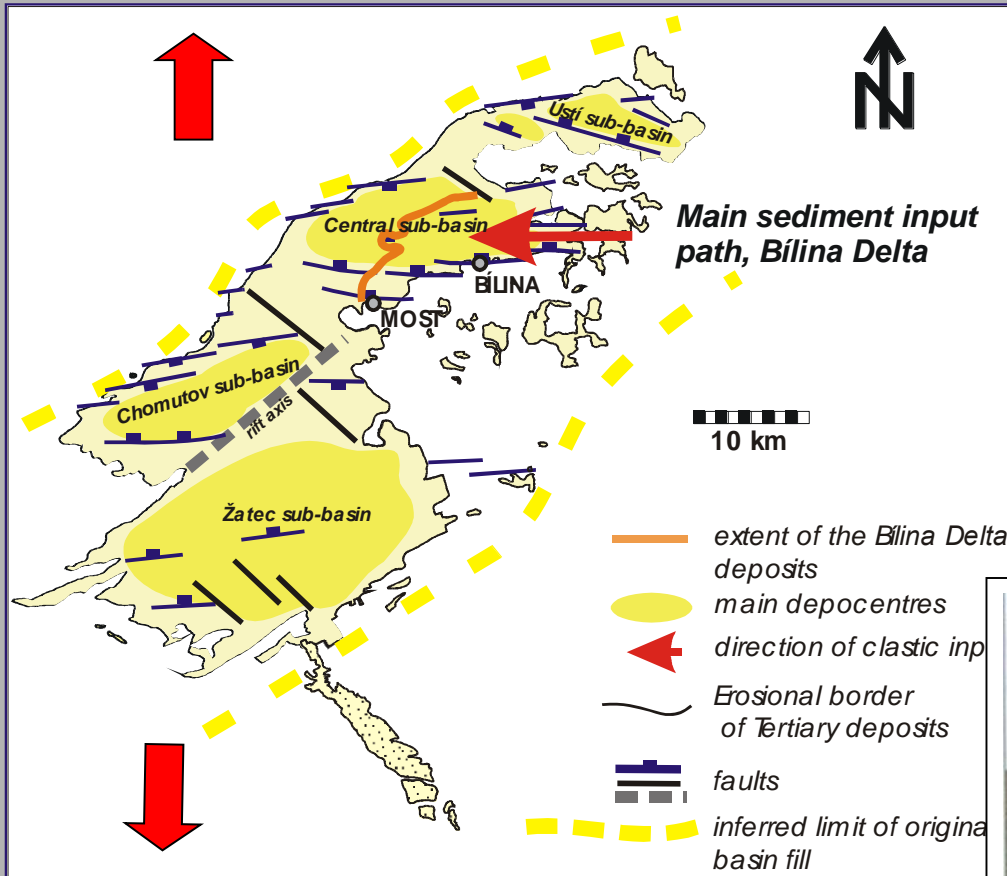 N
Ústí sub-basin
Central sub-basin
Main sediment input
path, Bílina Delta
BÍLINA
MOST
Chomutov sub-basin
rift axis
10 km
Žatec sub-basin
extent of the Bílina Delta
deposits
main depocentres
direction of clastic inp
Erosional border
of Tertiary deposits
faults
inferred limit of origina
basin fill